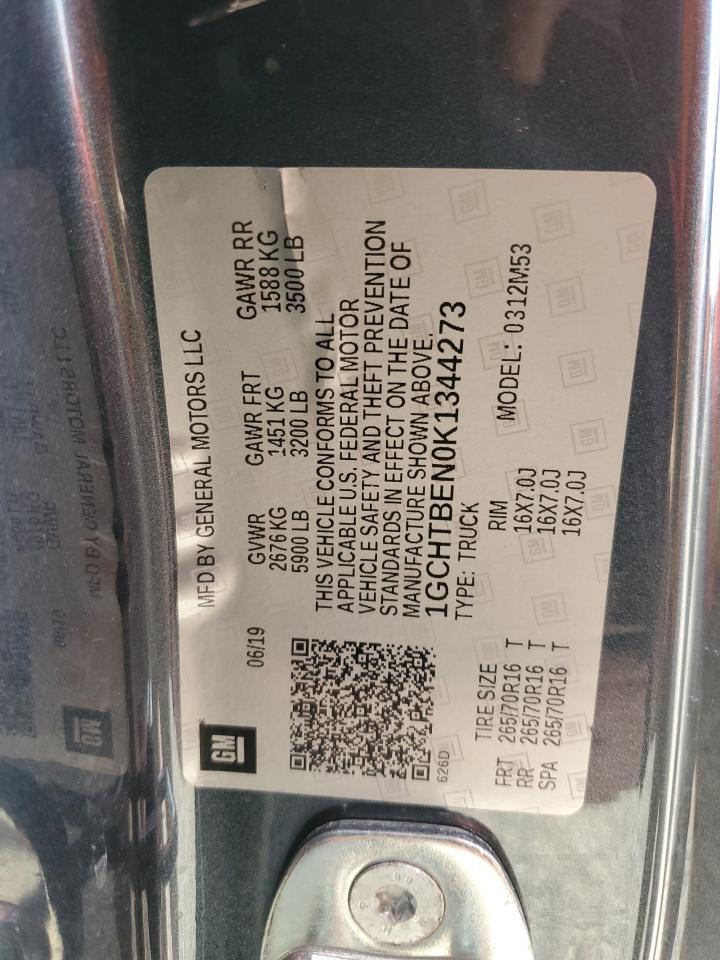 GM
MFD BY GENERAL MOTORS LLC
06/19
GVWR GAWR FRT GAWR RR
2676 KG 1451 KG 1588 KG
5900 LB 3200 LB 3500 LB
THIS VEHICLE CONFORMS TO ALL
APPLICABLE U.S. FEDERAL MOTOR
VEHICLE SAFETY AND THEFT PREVENTION
STANDARDS IN EFFECT ON THE DATE OF
MANUFACTURE SHOWN ABOVE.
626D
1GCHTBEN0K1344273
TYPE: TRUCK
MODEL: 0312M53
TIRE SIZE RIM
FRT 265/70R16 T 16X7.0J
RR 265/70R16 T 16X7.0J
SPA 265/70R16 T 16X7.0J